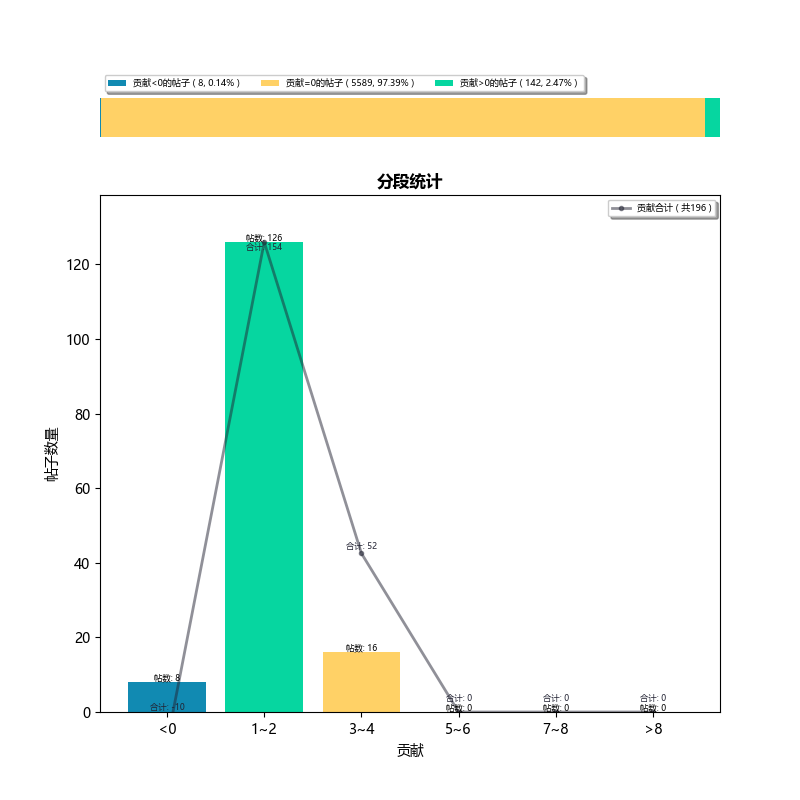 贡献<0的帖子 ( 8, 0.14% ) 贡献=0的帖子 ( 5589, 97.39% ) 贡献>0的帖子 ( 142, 2.47% )
分段统计
贡献合计 ( 共196 )
帖数: 126
合计: 154
合计: 52
帖数: 16
帖数: 8
合计: -10
合计: 0
帖数: 0
合计: 0
帖数: 0
合计: 0
帖数: 0
120
100
80
60
40
20
0
帖子数量
<0 1~2 3~4 5~6 7~8 >8
贡献